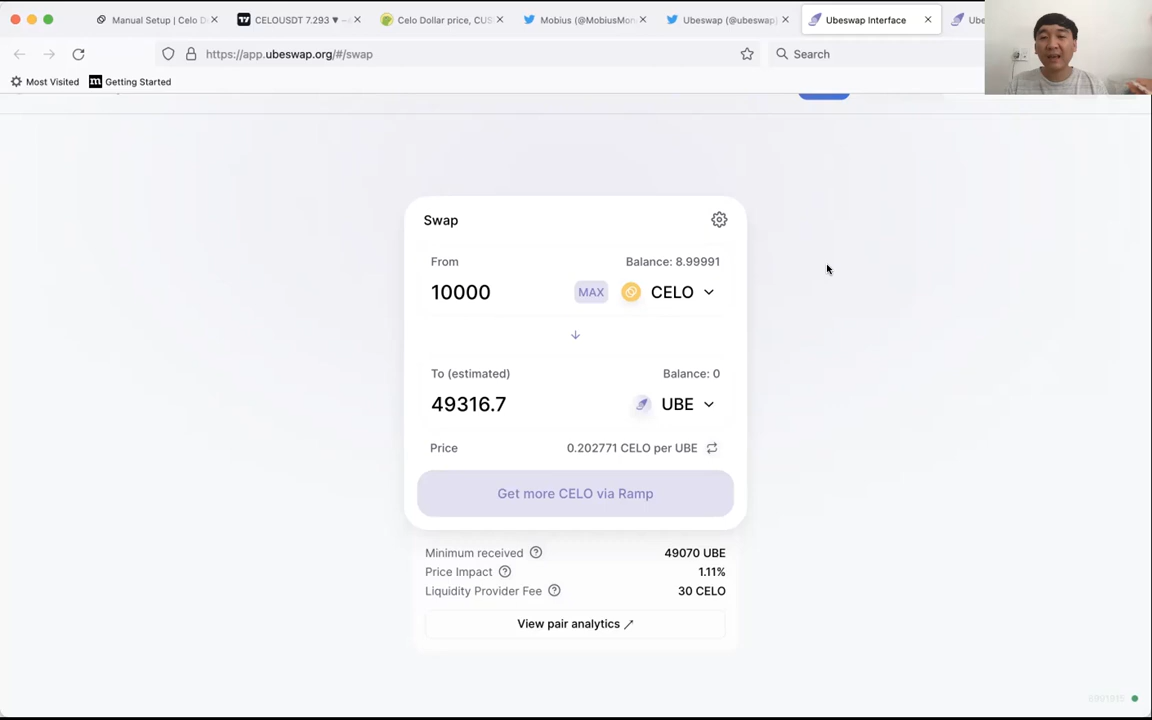 Manual Setup | Celo D
CELOUSDT 7.293 ▼ −
Celo Dollar price, CUS
Mobius (@MobiusMon
Ubeswap (@ubeswap)
Ubeswap Interface
Ube
https://app.ubeswap.org/#/swap
Search
Most Visited
Getting Started
Swap
From
Balance: 8.99991
10000
MAX
CELO
To (estimated)
Balance: 0
49316.7
UBE
Price
0.202771 CELO per UBE
Get more CELO via Ramp
Minimum received
49070 UBE
Price Impact
1.11%
Liquidity Provider Fee
30 CELO
View pair analytics ↗